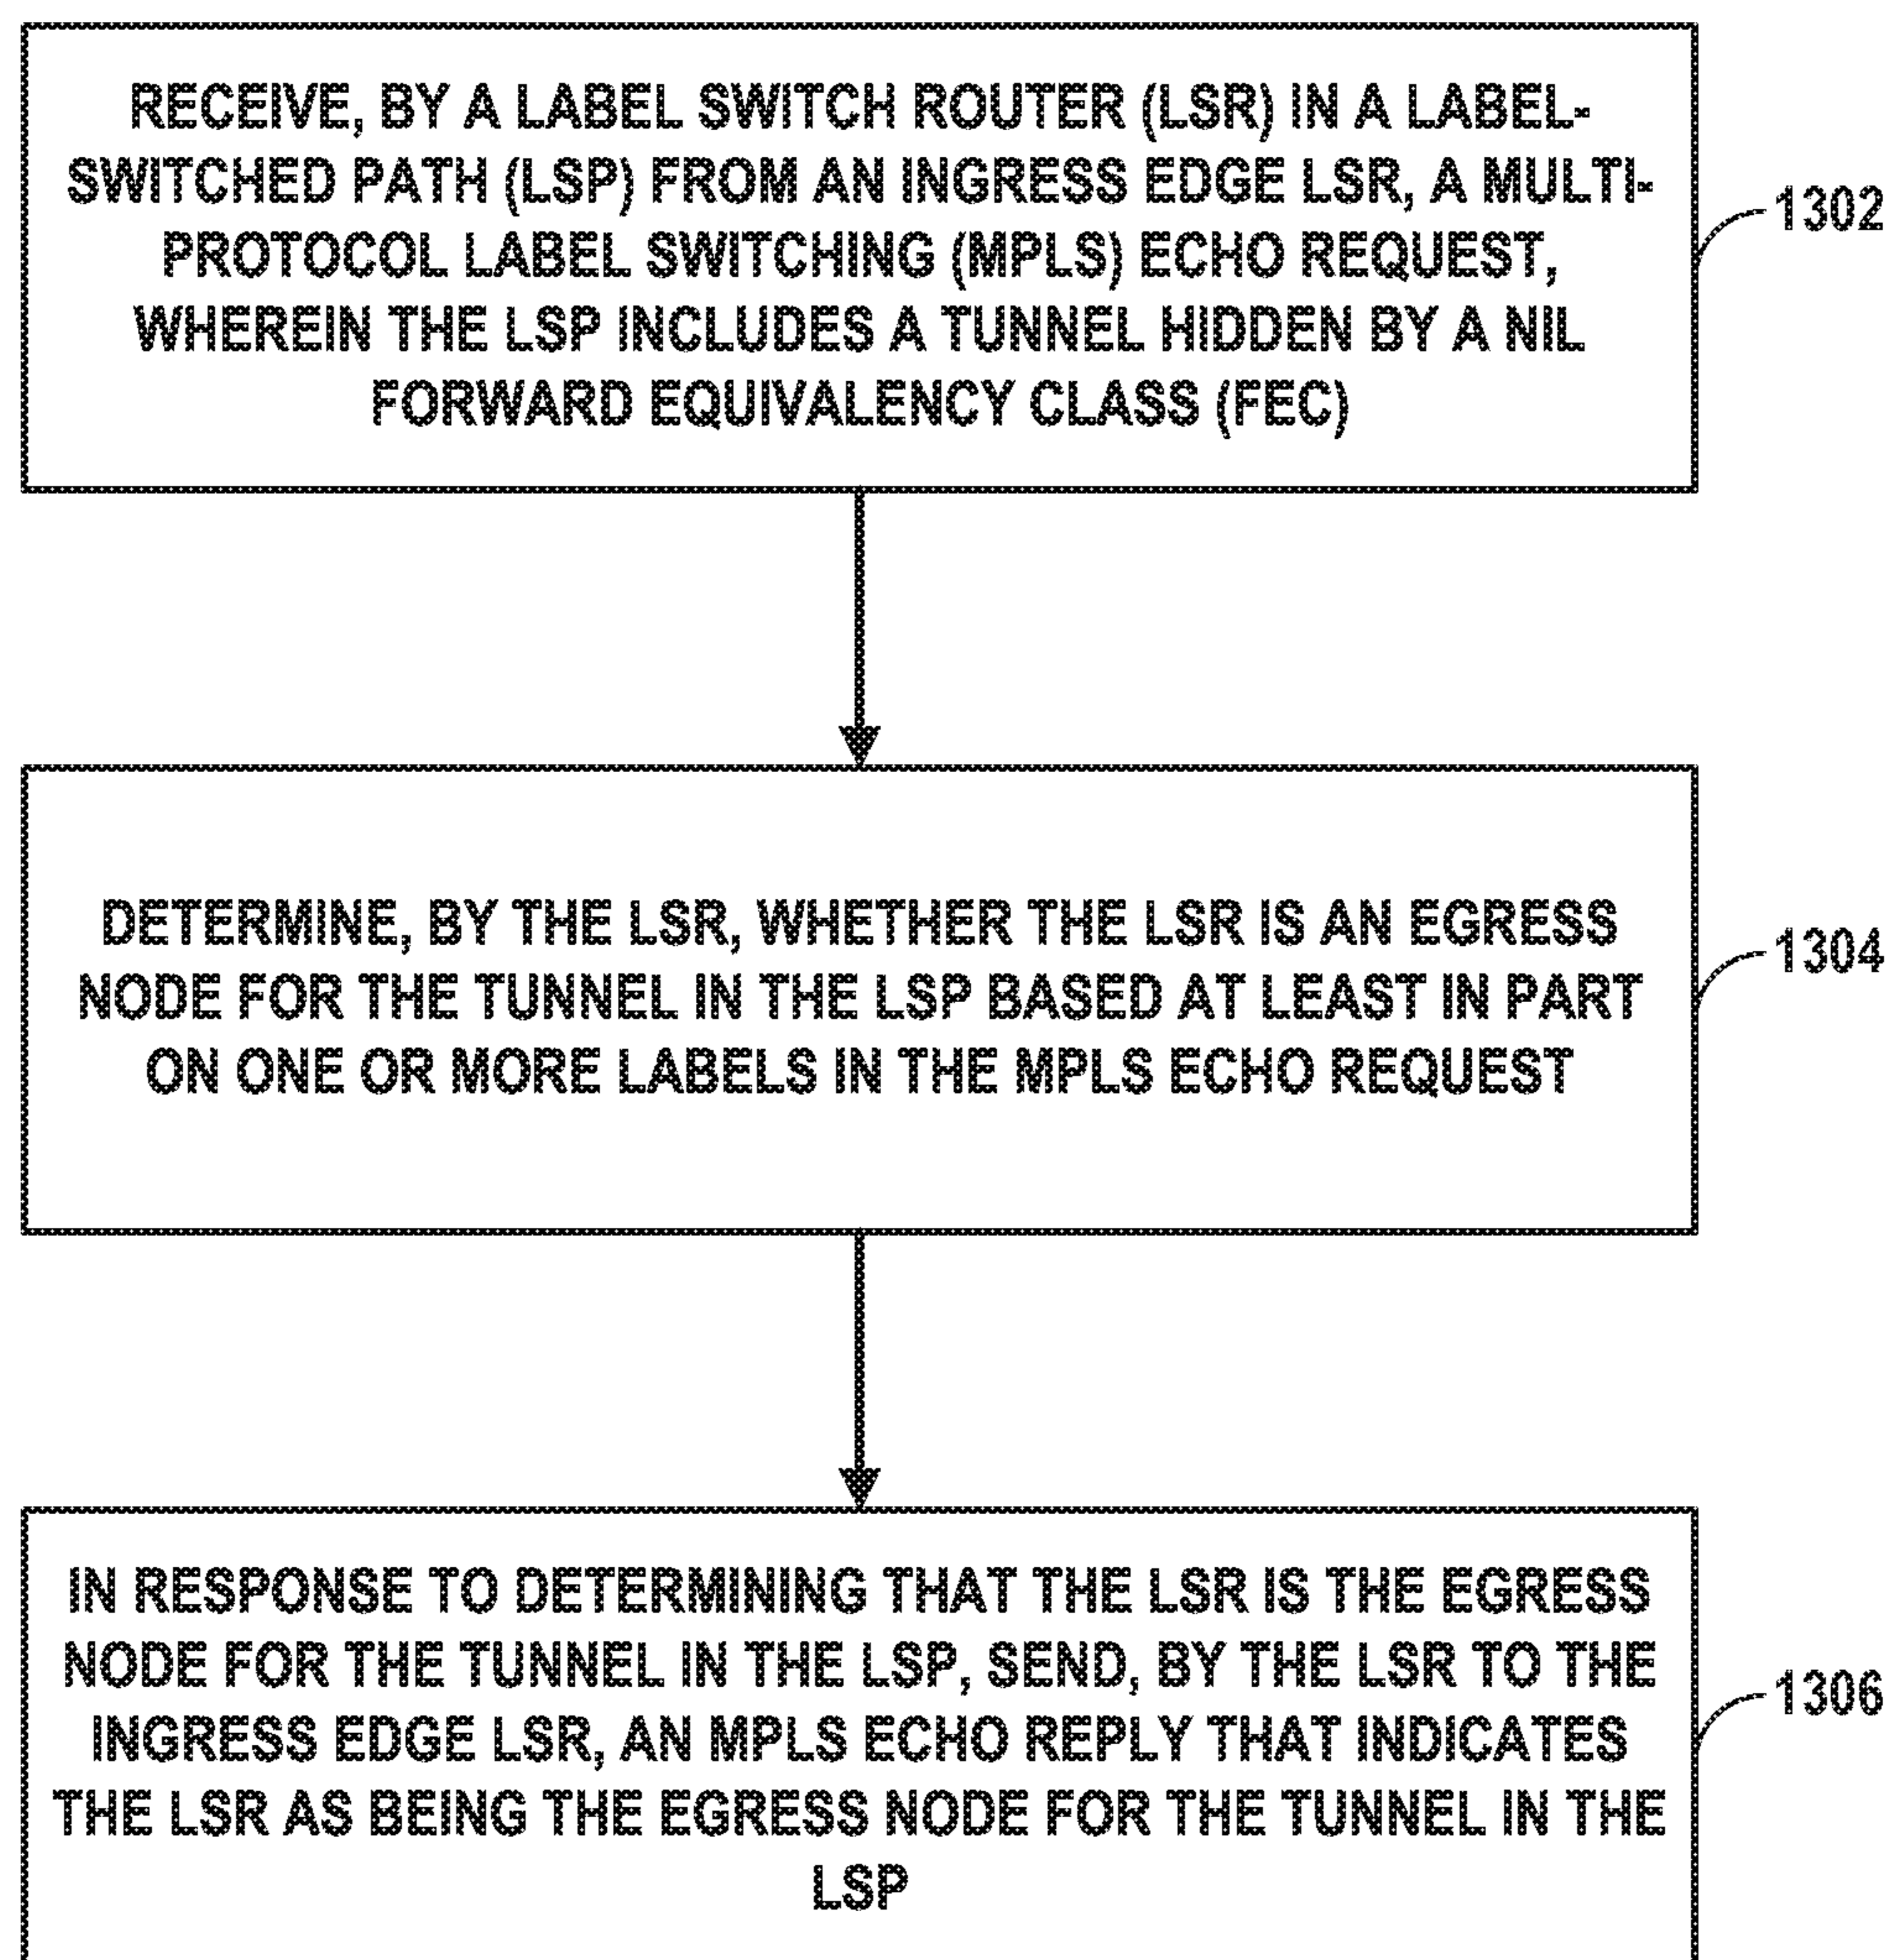 RECEIVE, BY A LABEL SWITCH ROUTER (LSR) IN A LABEL-
SWITCHED PATH (LSP) FROM AN INGRESS EDGE LSR, A MULTI-
PROTOCOL LABEL SWITCHING (MPLS) ECHO REQUEST,
WHEREIN THE LSP INCLUDES A TUNNEL HIDDEN BY A NIL
FORWARD EQUIVALENCY CLASS (FEC)
1302
DETERMINE, BY THE LSR, WHETHER THE LSR IS AN EGRESS
NODE FOR THE TUNNEL IN THE LSP BASED AT LEAST IN PART
ON ONE OR MORE LABELS IN THE MPLS ECHO REQUEST
1304
IN RESPONSE TO DETERMINING THAT THE LSR IS THE EGRESS
NODE FOR THE TUNNEL IN THE LSP, SEND, BY THE LSR TO THE
INGRESS EDGE LSR, AN MPLS ECHO REPLY THAT INDICATES
THE LSR AS BEING THE EGRESS NODE FOR THE TUNNEL IN THE
LSP
1306